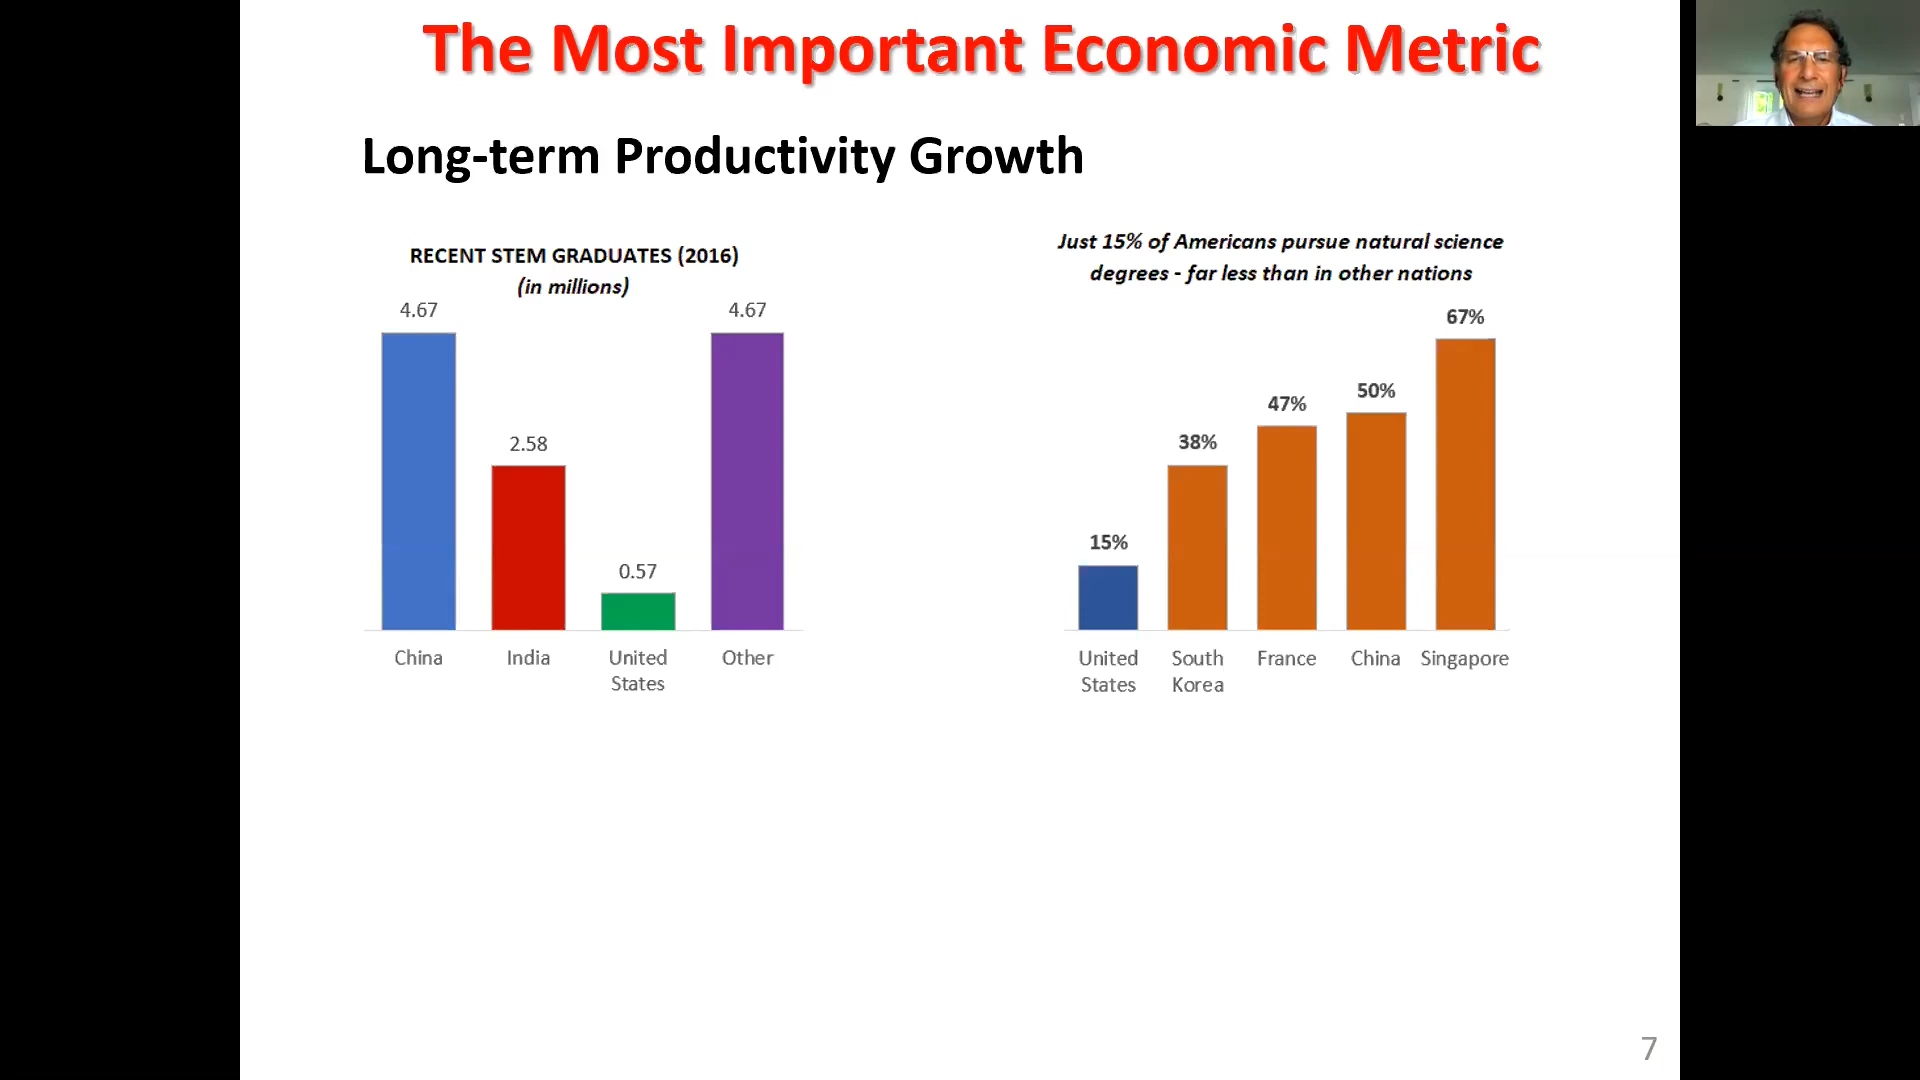 The Most Important Economic Metric
Long-term Productivity Growth
RECENT STEM GRADUATES (2016)
(in millions)
4.67
2.58
0.57
4.67
China
India
United
States
Other
Just 15% of Americans pursue natural science
degrees - far less than in other nations
15%
38%
47%
50%
67%
United
States
South
Korea
France
China
Singapore
7